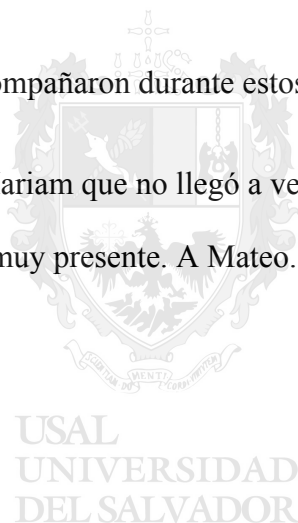 ompañaron durante estos
ariam que no llegó a ve
muy presente. A Mateo.
USAL
UNIVERSIDAD
DEL SALVADOR